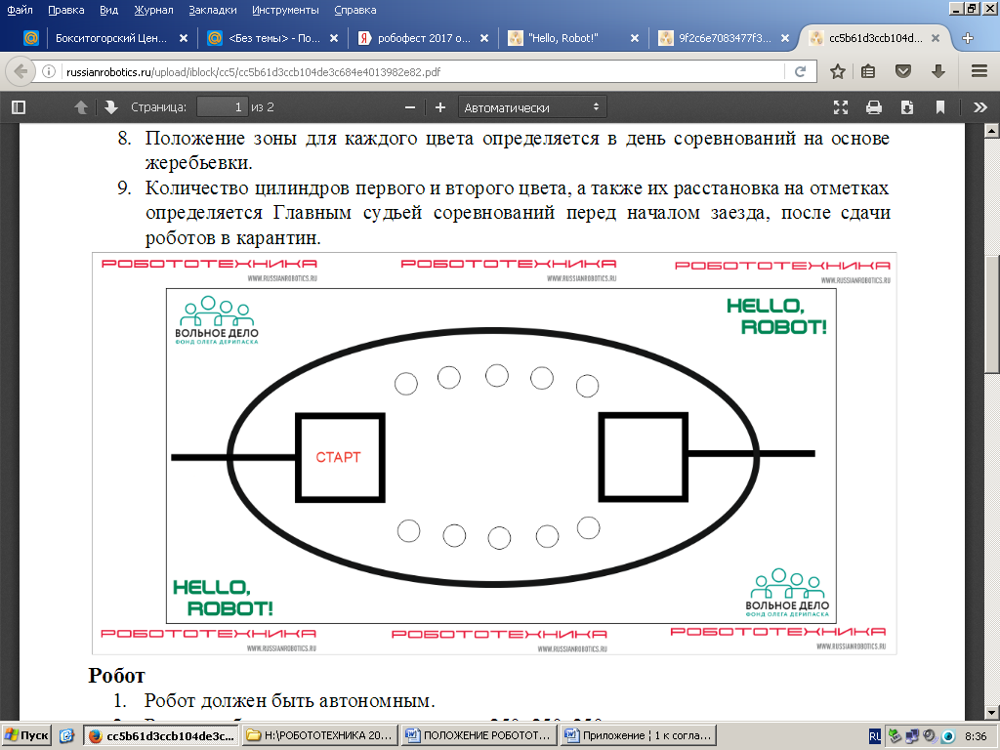 Файл Правка Вид Журнал Закладки Инструменты Справка
Бокситогорский Цен... <Без темы> - По... робофест 2017 о... "Hello, Robot!" 9f2c6e7083477f3... cc5b61d3ccb104d...
russianrobotics.ru/upload/iblock/cc5/cc5b61d3ccb104de3c684e4013982e82.pdf
Страница: 1 из 2 Автоматически
8. Положение зоны для каждого цвета определяется в день соревнований на основе
жеребьевки.
9. Количество цилиндров первого и второго цвета, а также их расстановка на отметках
определяется Главным судьей соревнований перед началом заезда, после сдачи
роботов в карантин.
РОБОТОТЕХНИКА РОБОТОТЕХНИКА РОБОТОТЕХНИКА
WWW.RUSSIANROBOTICS.RU WWW.RUSSIANROBOTICS.RU WWW.RUSSIANROBOTICS.RU
ВОЛЬНОЕ ДЕЛО
ФОНД ОЛЕГА ДЕРИПАСКА
HELLO,
ROBOT!
СТАРТ
HELLO,
ROBOT!
ВОЛЬНОЕ ДЕЛО
ФОНД ОЛЕГА ДЕРИПАСКА
РОБОТОТЕХНИКА РОБОТОТЕХНИКА РОБОТОТЕХНИКА
WWW.RUSSIANROBOTICS.RU WWW.RUSSIANROBOTICS.RU WWW.RUSSIANROBOTICS.RU
Робот
1. Робот должен быть автономным.
Пуск cc5b61d3ccb104de3c... H:\РОБОТОТЕХНИКА 20... ПОЛОЖЕНИЕ РОБОТОТ... Приложение ¦ 1 к согла... RU 8:36